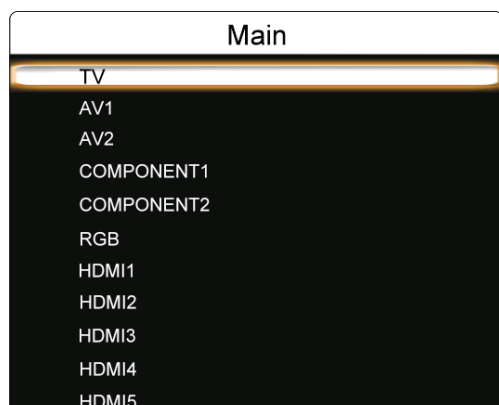 Main
TV
AV1
AV2
COMPONENT1
COMPONENT2
RGB
HDMI1
HDMI2
HDMI3
HDMI4
HDMI5